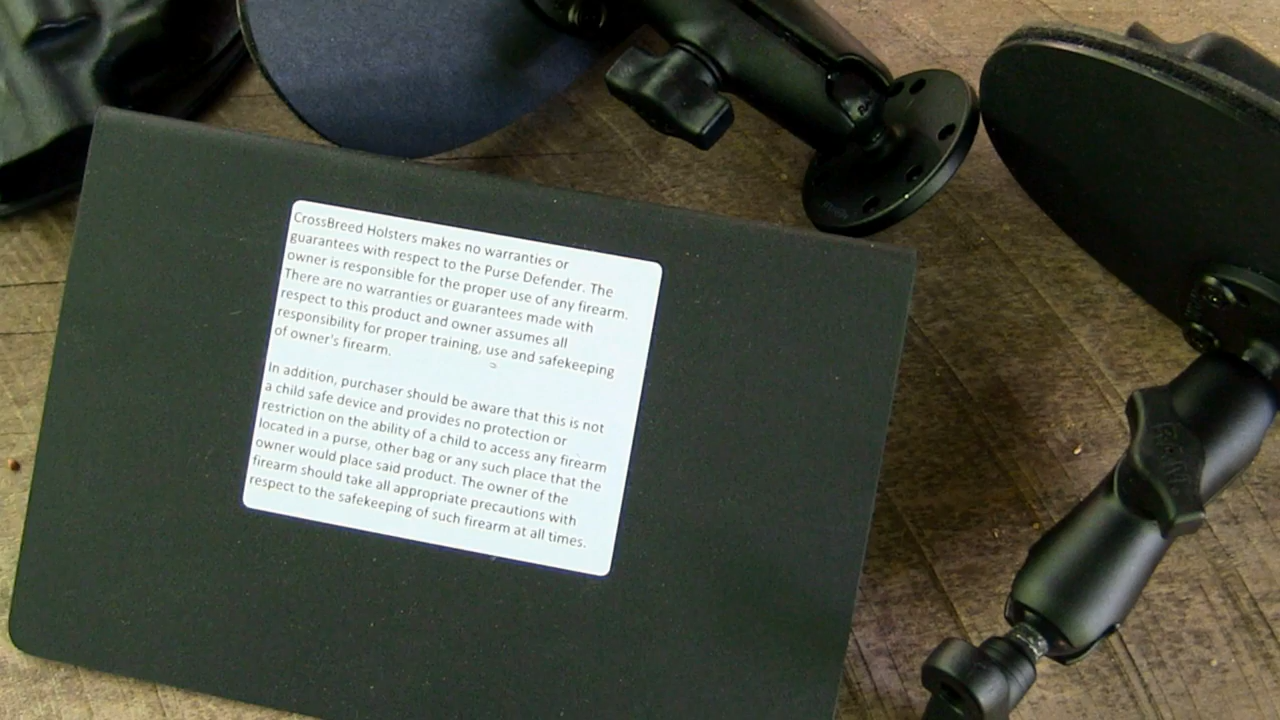 CrossBreed Holsters makes no warranties or
guarantees with respect to the Purse Defender. The
owner is responsible for the proper use of any firearm.
There are no warranties or guarantees made with
respect to this product and owner assumes all
responsibility for proper training, use and safekeeping
of owner's firearm.
In addition, purchaser should be aware that this is not
a child safe device and provides no protection or
restriction on the ability of a child to access any firearm
located in a purse, other bag or any such place that the
owner would place said product. The owner of the
firearm should take all appropriate precautions with
respect to the safekeeping of such firearm at all times.
RAM